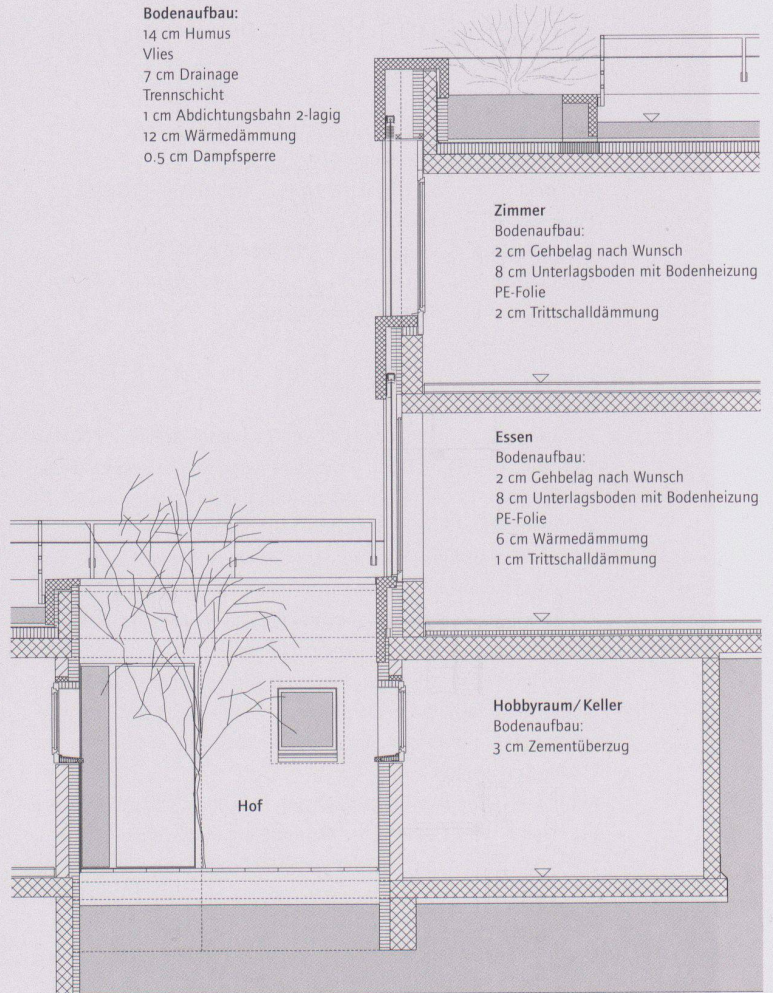 Bodenaufbau:
14 cm Humus
Vlies
7 cm Drainage
Trennschicht
1 cm Abdichtungsbahn 2-lagig
12 cm Wärmedämmung
0.5 cm Dampfsperre
Zimmer
Bodenaufbau:
2 cm Gehbelag nach Wunsch
8 cm Unterlagsboden mit Bodenheizung
PE-Folie
2 cm Trittschalldämmung
Essen
Bodenaufbau:
2 cm Gehbelag nach Wunsch
8 cm Unterlagsboden mit Bodenheizung
PE-Folie
6 cm Wärmedämmumg
1 cm Trittschalldämmung
Hobbyraum/Keller
Bodenaufbau:
3 cm Zementüberzug
Hof